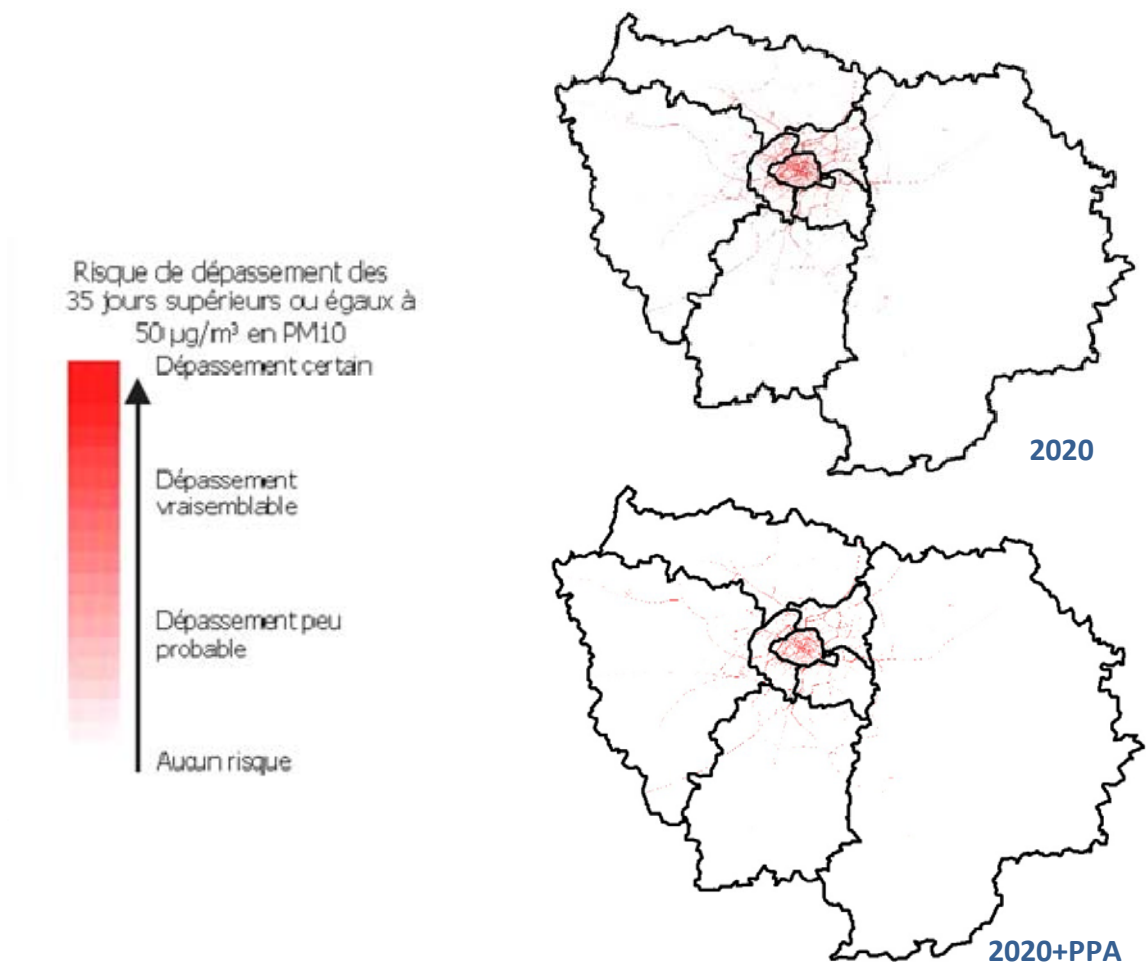 Risque de dépassement des
35 jours supérieurs ou égaux à
50 µg/m³ en PM10
Dépassement certain
Dépassement
vraisemblable
Dépassement peu
probable
Aucun risque
2020
2020+PPA